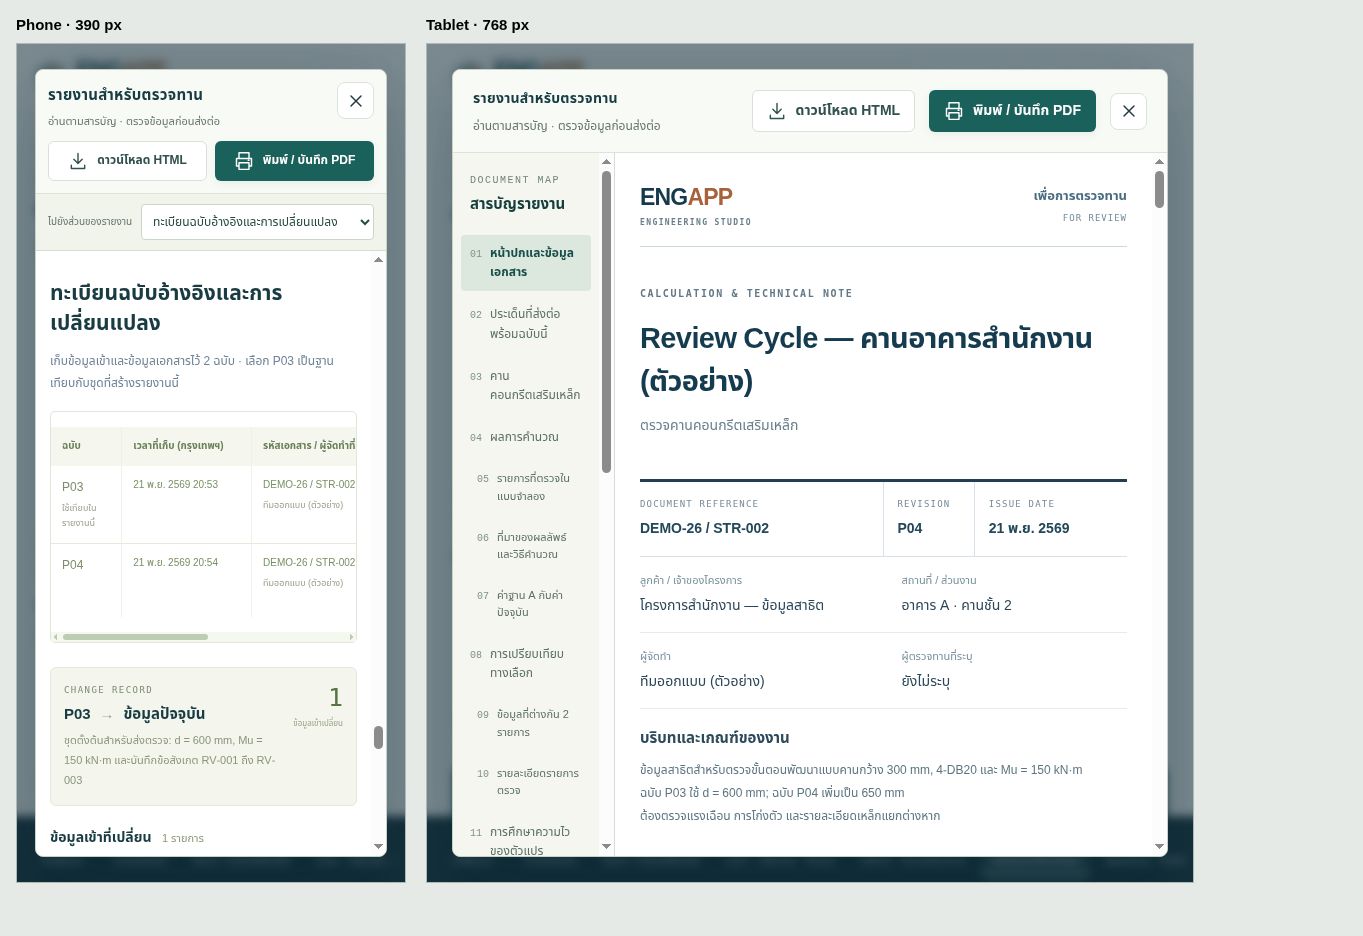 Phone · 390 px
รายงานสำหรับตรวจทาน
อ่านตามสารบัญ · ตรวจข้อมูลก่อนส่งต่อ
ดาวน์โหลด HTML
พิมพ์ / บันทึก PDF
ไปยังส่วนของรายงาน
ทะเบียนฉบับอ้างอิงและการเปลี่ยนแปลง
ทะเบียนฉบับอ้างอิงและการ
เปลี่ยนแปลง
เก็บข้อมูลเข้าและข้อมูลเอกสารไว้ 2 ฉบับ · เลือก P03 เป็นฐาน
เทียบกับชุดที่สร้างรายงานนี้
ฉบับ
เวลาที่เก็บ (กรุงเทพฯ)
รหัสเอกสาร / ผู้จัดทำที่
P03
ใช้เทียบใน
รายงานนี้
21 พ.ย. 2569 20:53
DEMO-26 / STR-002
ทีมออกแบบ (ตัวอย่าง)
P04
21 พ.ย. 2569 20:54
DEMO-26 / STR-002
ทีมออกแบบ (ตัวอย่าง)
CHANGE RECORD
P03 → ข้อมูลปัจจุบัน
1
ข้อมูลเข้าเปลี่ยน
ชุดตั้งต้นสำหรับส่งตรวจ: d = 600 mm, Mu =
150 kN·m และบันทึกข้อสังเกต RV-001 ถึง RV-
003
ข้อมูลเข้าที่เปลี่ยน 1 รายการ
Tablet · 768 px
รายงานสำหรับตรวจทาน
อ่านตามสารบัญ · ตรวจข้อมูลก่อนส่งต่อ
ดาวน์โหลด HTML
พิมพ์ / บันทึก PDF
DOCUMENT MAP
สารบัญรายงาน
01 หน้าปกและข้อมูล
เอกสาร
02 ประเด็นที่ส่งต่อ
พร้อมฉบับนี้
03 คาน
คอนกรีตเสริมเหล็ก
04 ผลการคำนวณ
05 รายการที่ตรวจใน
แบบจำลอง
06 ที่มาของผลลัพธ์
และวิธีคำนวณ
07 ค่าฐาน A กับค่า
ปัจจุบัน
08 การเปรียบเทียบ
ทางเลือก
09 ข้อมูลที่ต่างกัน 2
รายการ
10 รายละเอียดรายการ
ตรวจ
11 การศึกษาความไว
ของตัวแปร
ENGAPP
ENGINEERING STUDIO
เพื่อการตรวจทาน
FOR REVIEW
CALCULATION & TECHNICAL NOTE
Review Cycle — คานอาคารสำนักงาน
(ตัวอย่าง)
ตรวจคานคอนกรีตเสริมเหล็ก
DOCUMENT REFERENCE
DEMO-26 / STR-002
REVISION
P04
ISSUE DATE
21 พ.ย. 2569
ลูกค้า / เจ้าของโครงการ
โครงการสำนักงาน — ข้อมูลสาธิต
สถานที่ / ส่วนงาน
อาคาร A · คานชั้น 2
ผู้จัดทำ
ทีมออกแบบ (ตัวอย่าง)
ผู้ตรวจทานที่ระบุ
ยังไม่ระบุ
บริบทและเกณฑ์ของงาน
ข้อมูลสาธิตสำหรับตรวจขั้นตอนพัฒนาแบบคานกว้าง 300 mm, 4-DB20 และ Mu = 150 kN·m
ฉบับ P03 ใช้ d = 600 mm; ฉบับ P04 เพิ่มเป็น 650 mm
ต้องตรวจแรงเฉือน การโก่งตัว และรายละเอียดเหล็กแยกต่างหาก